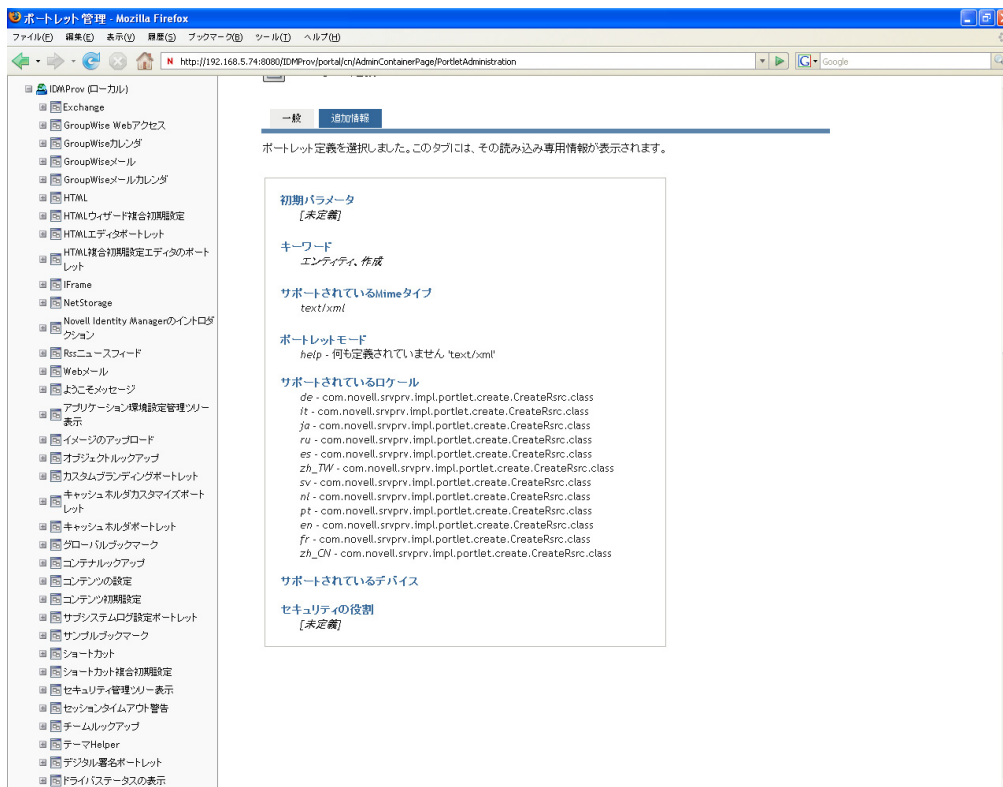 ポートレット管理 - Mozilla Firefox
ファイル(F) 編集(E) 表示(V) 履歴(S) ブックマーク(B) ツール(T) ヘルプ(H)
http://192.168.5.74:8080/IDMProv/portal/cn/AdminContainerPage/PortletAdministration
Google
IDMProv (ローカル)
Exchange
GroupWise Webアクセス
GroupWiseカレンダ
GroupWiseメール
GroupWiseメールカレンダ
HTML
HTMLウィザード複合初期設定
HTMLエディタポートレット
HTML複合初期設定エディタのポート
レット
IFrame
NetStorage
Novell Identity Managerのイントロダ
クション
Rssニュースフィード
Webメール
ようこそメッセージ
アプリケーション環境設定管理ツリー
表示
イメージのアップロード
オブジェクトルックアップ
カスタムブランディングポートレット
キャッシュホルダカスタマイズポート
レット
キャッシュホルダポートレット
グローバルブックマーク
コンテナルックアップ
コンテンツの設定
コンテンツ初期設定
サブシステムログ設定ポートレット
サンプルブックマーク
ショートカット
ショートカット複合初期設定
セキュリティ管理ツリー表示
セッションタイムアウト警告
チームルックアップ
テーマHelper
デジタル署名ポートレット
ドライバステータスの表示
一般 追加情報
ポートレット定義を選択しました。このタブには、その読み込み専用情報が表示されます。
初期パラメータ
[未定義]
キーワード
エンティティ、作成
サポートされているMimeタイプ
text/xml
ポートレットモード
help - 何も定義されていません 'text/xml'
サポートされているロケール
de - com.novell.srvprv.impl.portlet.create.CreateRsrc.class
it - com.novell.srvprv.impl.portlet.create.CreateRsrc.class
ja - com.novell.srvprv.impl.portlet.create.CreateRsrc.class
ru - com.novell.srvprv.impl.portlet.create.CreateRsrc.class
es - com.novell.srvprv.impl.portlet.create.CreateRsrc.class
zh_TW - com.novell.srvprv.impl.portlet.create.CreateRsrc.class
sv - com.novell.srvprv.impl.portlet.create.CreateRsrc.class
nl - com.novell.srvprv.impl.portlet.create.CreateRsrc.class
pt - com.novell.srvprv.impl.portlet.create.CreateRsrc.class
en - com.novell.srvprv.impl.portlet.create.CreateRsrc.class
fr - com.novell.srvprv.impl.portlet.create.CreateRsrc.class
zh_CN - com.novell.srvprv.impl.portlet.create.CreateRsrc.class
サポートされているデバイス
セキュリティの役割
[未定義]